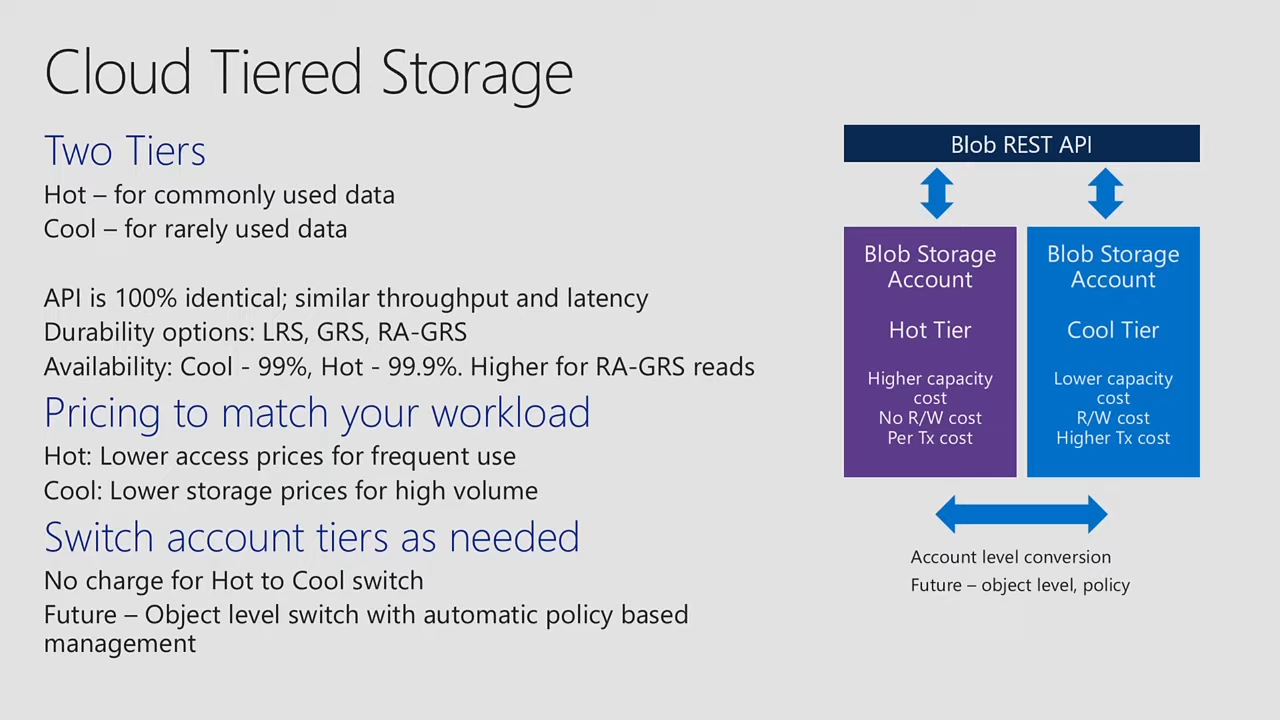 Cloud Tiered Storage
Two Tiers
Hot – for commonly used data
Cool – for rarely used data
API is 100% identical; similar throughput and latency
Durability options: LRS, GRS, RA-GRS
Availability: Cool - 99%, Hot - 99.9%. Higher for RA-GRS reads
Pricing to match your workload
Hot: Lower access prices for frequent use
Cool: Lower storage prices for high volume
Switch account tiers as needed
No charge for Hot to Cool switch
Future – Object level switch with automatic policy based
management
Blob REST API
Blob Storage
Account
Hot Tier
Higher capacity
cost
No R/W cost
Per Tx cost
Blob Storage
Account
Cool Tier
Lower capacity
cost
R/W cost
Higher Tx cost
Account level conversion
Future – object level, policy